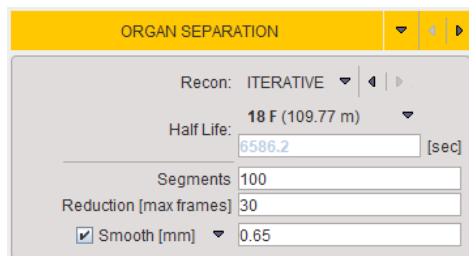 ORGAN SEPARATION
Recon: ITERATIVE
18 F (109.77 m)
Half Life:
6586.2 [sec]
Segments 100
Reduction [max frames] 30
Smooth [mm] 0.65